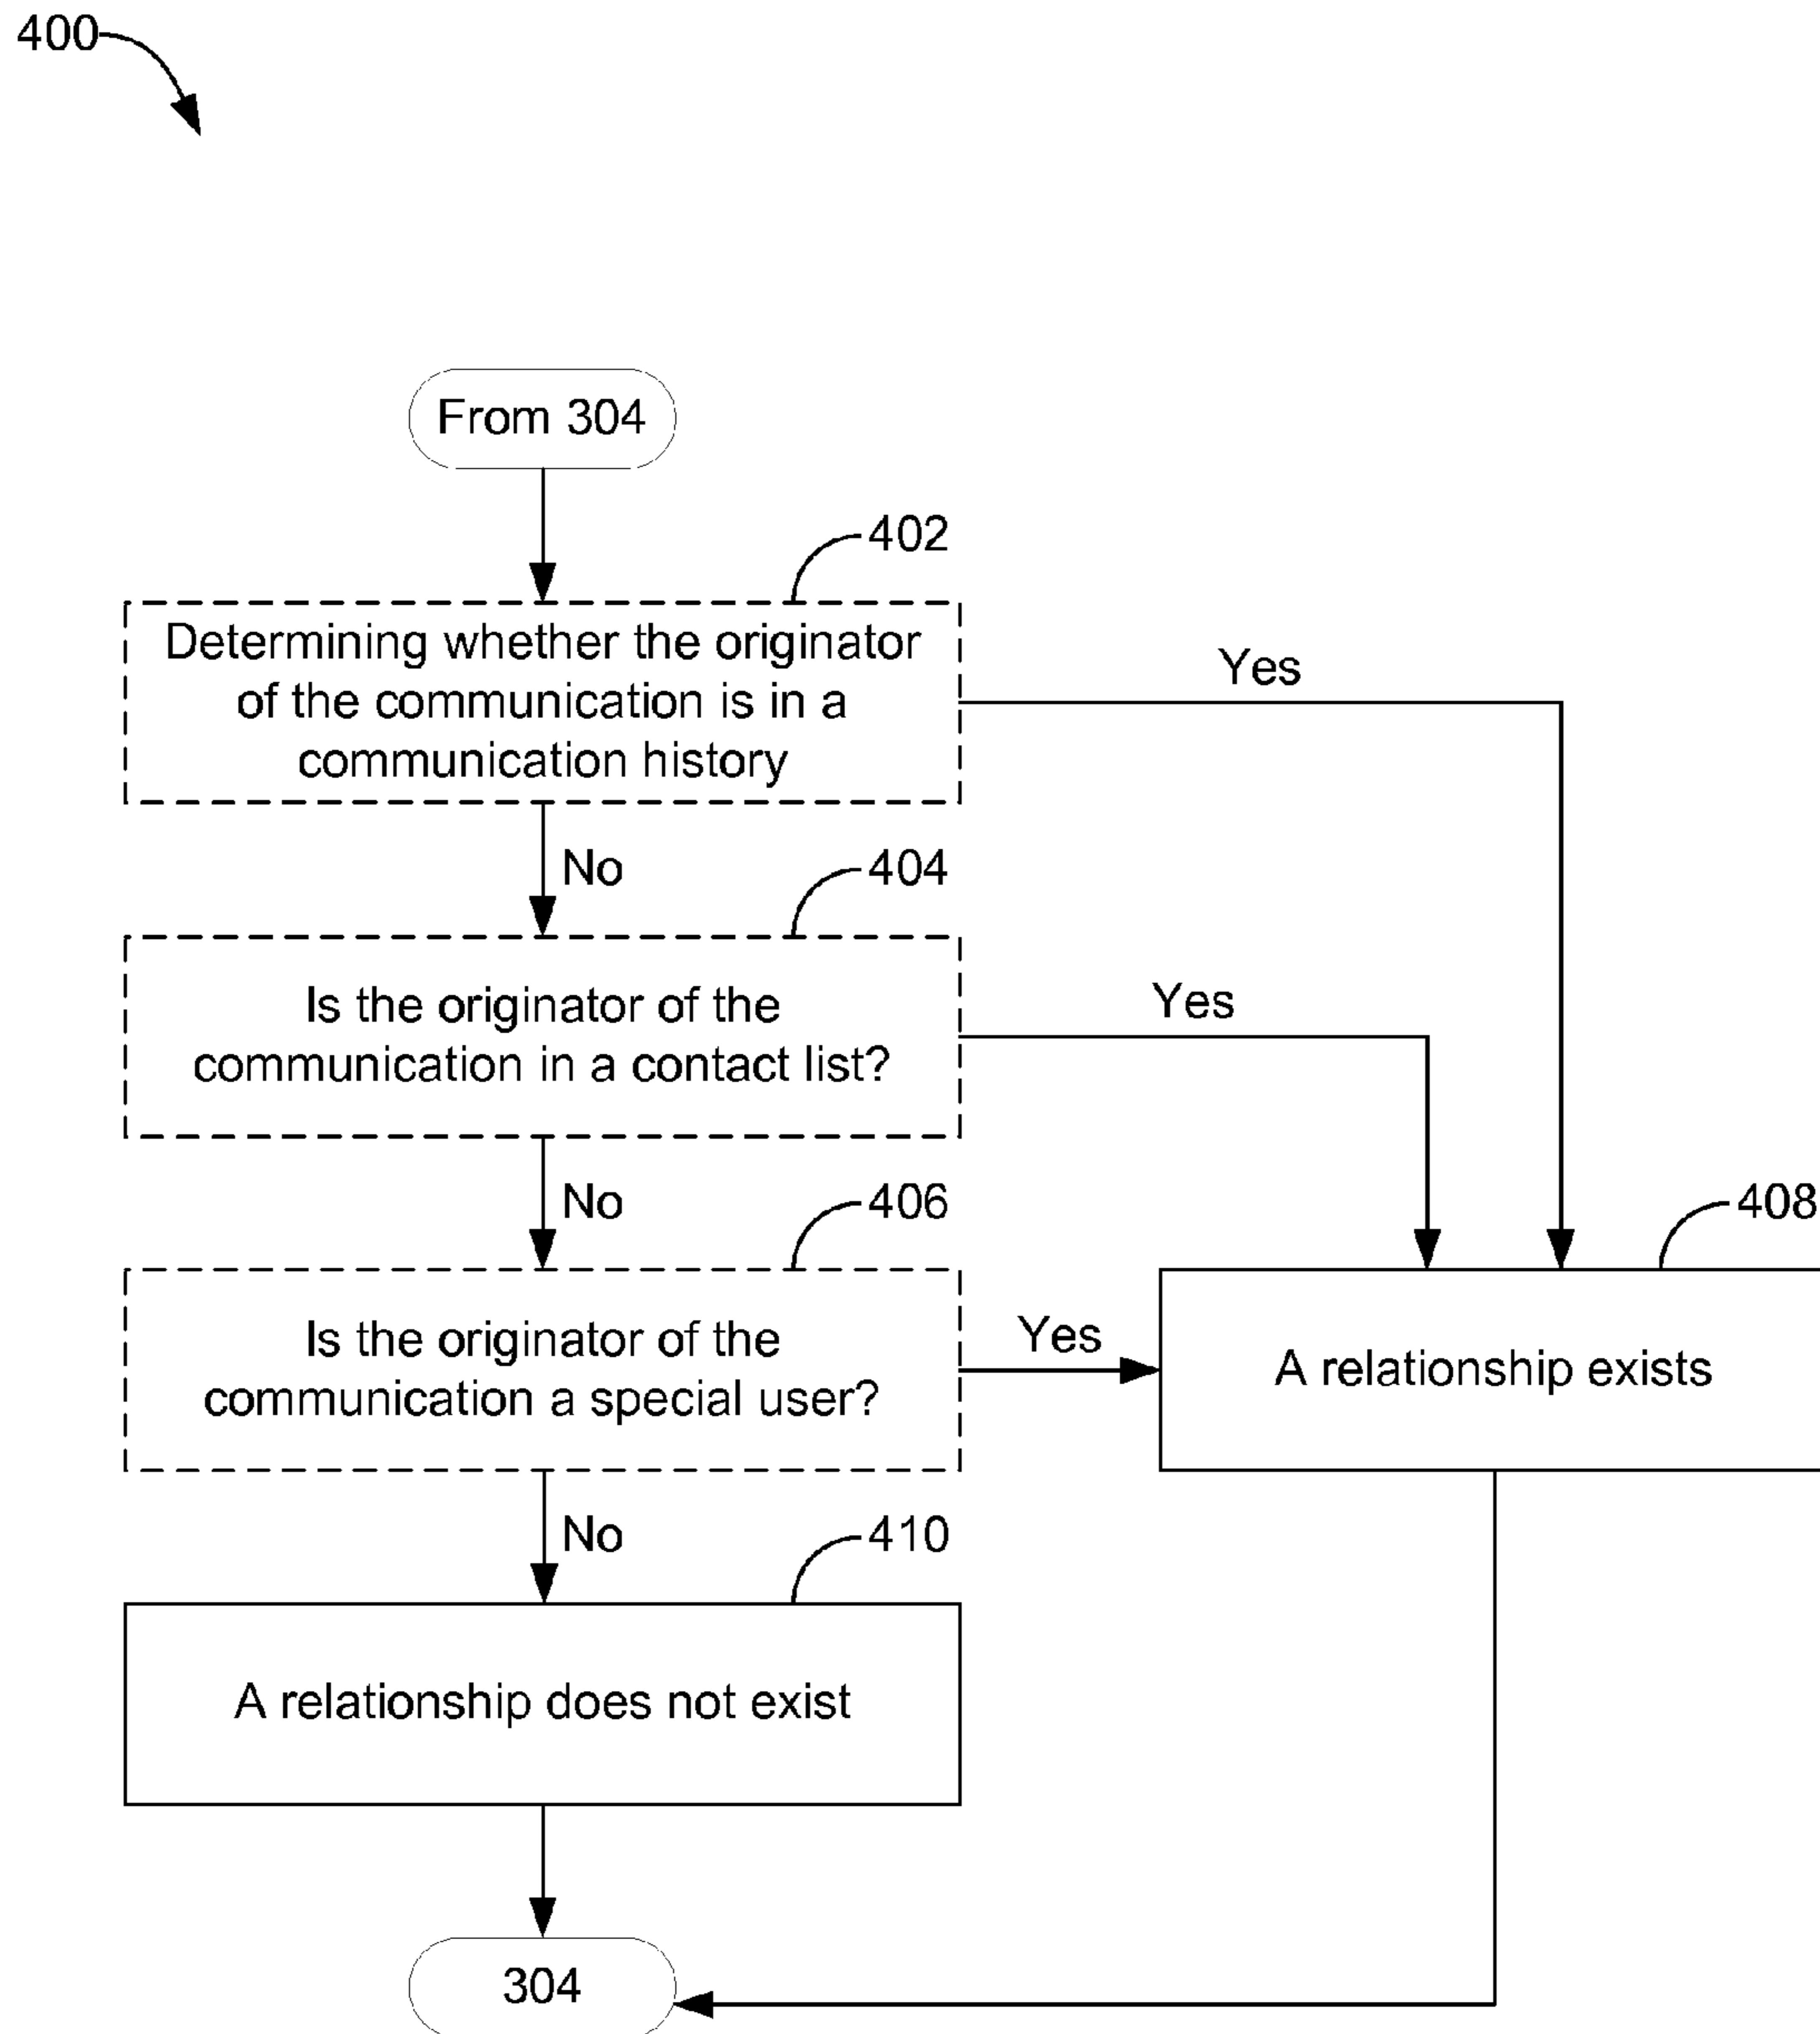 400
From 304
402
Determining whether the originator
of the communication is in a
communication history
Yes
No
404
Is the originator of the
communication in a contact list?
Yes
No
406
408
Is the originator of the
communication a special user?
Yes
A relationship exists
No
410
A relationship does not exist
304